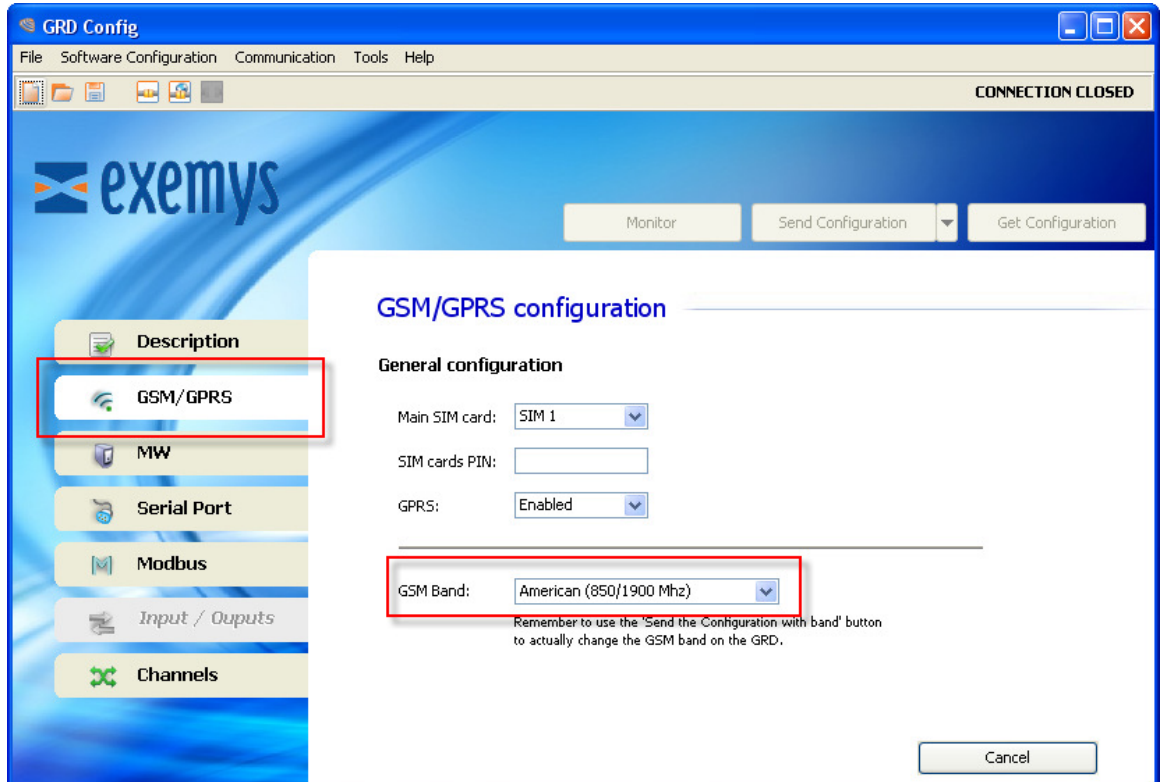 GRD Config
File Software Configuration Communication Tools Help
CONNECTION CLOSED
exemys
Monitor
Send Configuration
Get Configuration
GSM/GPRS configuration
Description
General configuration
GSM/GPRS
Main SIM card: SIM 1
MW
SIM cards PIN:
Serial Port
GPRS: Enabled
Modbus
GSM Band: American (850/1900 Mhz)
Input / Ouputs
Remember to use the 'Send the Configuration with band' button
to actually change the GSM band on the GRD.
Channels
Cancel